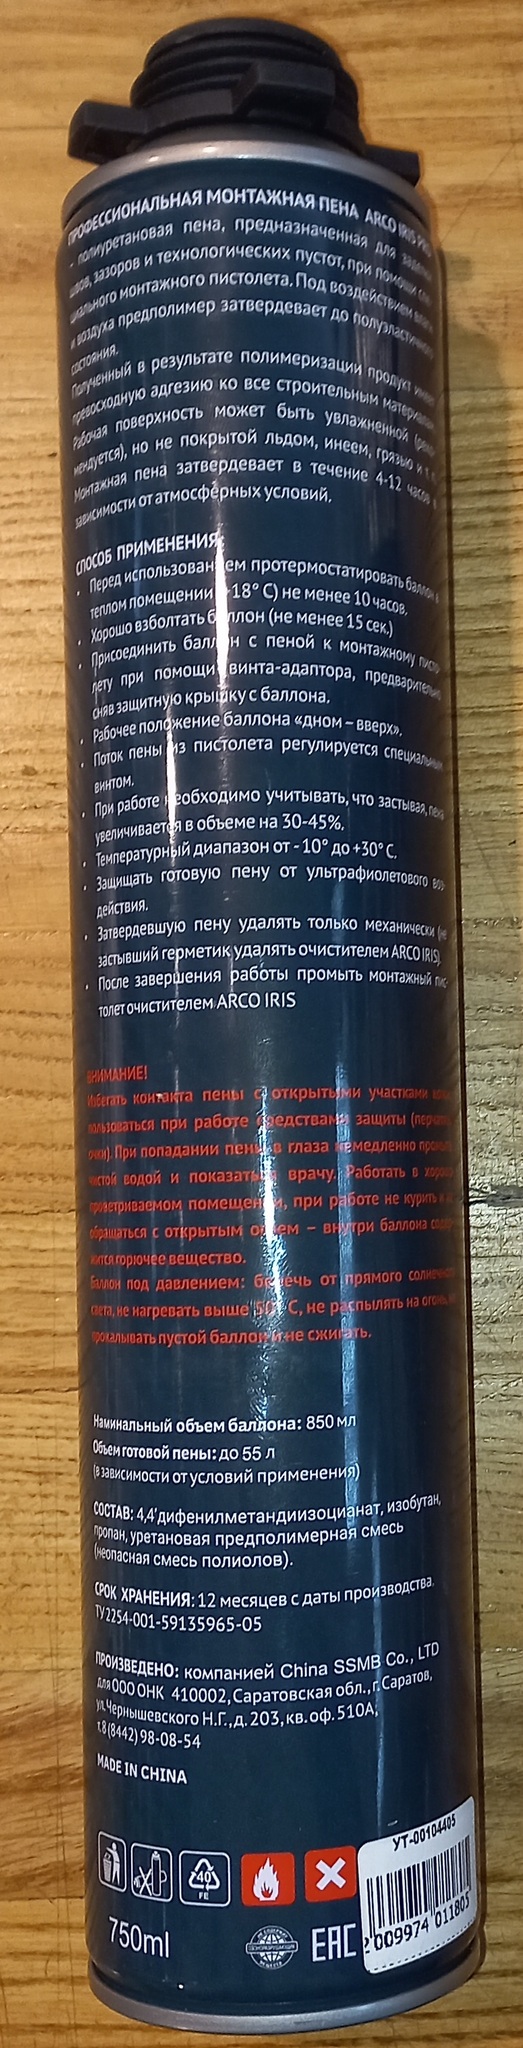 ПРОФЕССИОНАЛЬНАЯ МОНТАЖНАЯ ПЕНА ARCO IRIS
- полиуретановая пена, предназначенная для
швов, зазоров и технологических пустот, при помощи
циального монтажного пистолета. Под воздействием
и воздуха предполимер затвердевает до полуэластичного
состояния.
Полученный в результате полимеризации продукт
превосходную адгезию ко все строительным
Рабочая поверхность может быть увлажненной
мендуется), но не покрытой льдом, инеем, грязью и т.
Монтажная пена затвердевает в течение 4-12 часов
зависимости от атмосферных условий.
СПОСОБ ПРИМЕНЕНИЯ
• Перед использованием протермостатировать баллон
теплом помещении 18° С) не менее 10 часов.
• Хорошо взболтать баллон (не менее 15 сек.)
• Присоединить баллон с пеной к монтажному писто
лету при помощи винта-адаптора, предварительно
сняв защитную крышку с баллона.
• Рабочее положение баллона «дном – вверх».
• Поток пены из пистолета регулируется специальным
винтом.
• При работе необходимо учитывать, что застывая, пена
увеличивается в объеме на 30-45%.
• Температурный диапазон от -10° до +30° С.
• Защищать готовую пену от ультрафиолетового воз-
действия.
• Затвердевшую пену удалять только механически (не
застывший герметик удалять очистителем ARCO IRIS).
• После завершения работы промыть монтажный пис-
толет очистителем ARCO IRIS
ВНИМАНИЕ!
Избегать контакта пены с открытыми участками
пользоваться при работе средствами защиты
очки). При попадании пены в глаза немедленно
чистой водой и показаться врачу. Работать в
проветриваемом помещении, при работе не курить и
обращаться с открытым огнем – внутри баллона
жится горючее вещество.
Баллон под давлением: беречь от прямого солнечного
света, не нагревать выше 50° С, не распылять на огонь,
прокалывать пустой баллон и не сжигать.
Наминальный объем баллона: 850 мл
Объем готовой пены: до 55 л
(в зависимости от условий применения)
СОСТАВ: 4,4'дифенилметандиизоцианат, изобутан,
пропан, уретановая предполимерная смесь
(неопасная смесь полиолов).
СРОК ХРАНЕНИЯ: 12 месяцев с даты производства.
ТУ 2254-001-59135965-05
ПРОИЗВЕДЕНО: компанией China SSMB Co., LTD
для ООО ОНК 410002, Саратовская обл., г. Саратов,
ул. Чернышевского Н.Г., д. 203, кв. оф. 510А;
т.8 (8442) 98-08-54
MADE IN CHINA
40
FE
750ml
EAC
УТ-00104405
2 009974 011805